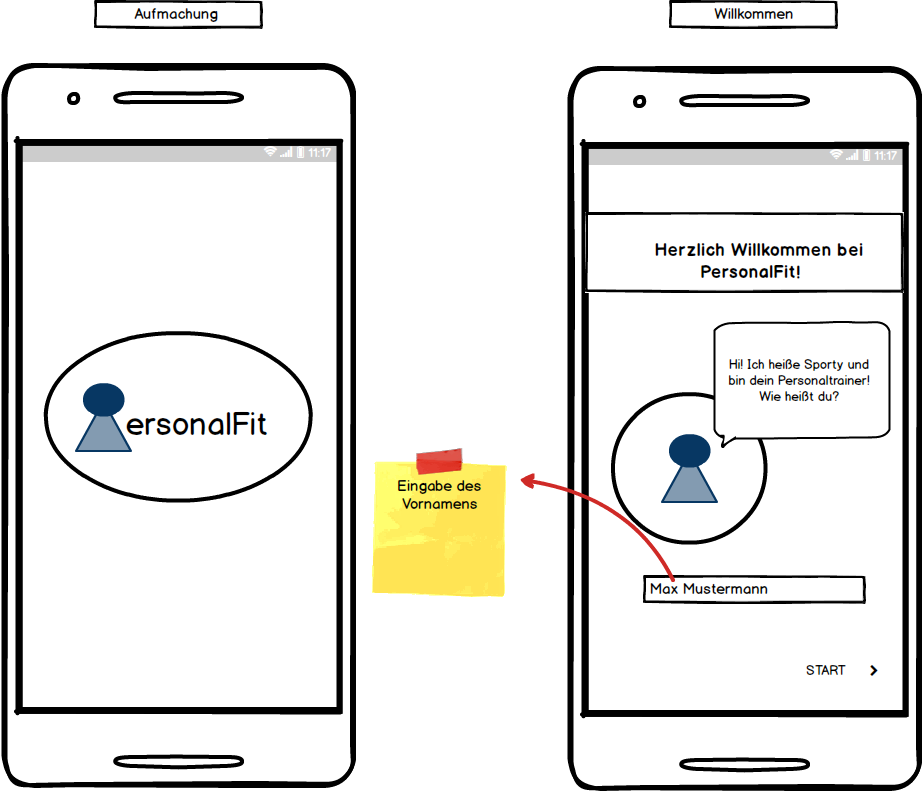 Aufmachung
Willkommen
11:17
ersonalFit
Eingabe des
Vornamens
11:17
Herzlich Willkommen bei
PersonalFit!
Hi! Ich heiße Sporty und
bin dein Personaltrainer!
Wie heißt du?
Max Mustermann
START